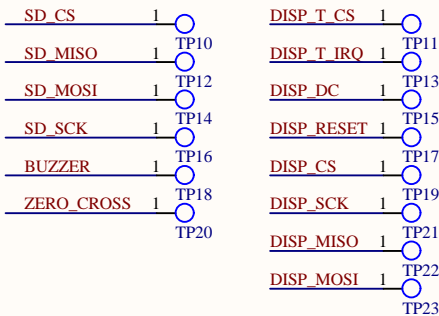 SD_CS 1 TP10
SD_MISO 1 TP12
SD_MOSI 1 TP14
SD_SCK 1 TP16
BUZZER 1 TP18
ZERO_CROSS 1 TP20
DISP_T_CS 1 TP11
DISP_T_IRQ 1 TP13
DISP_DC 1 TP15
DISP_RESET 1 TP17
DISP_CS 1 TP19
DISP_SCK 1 TP21
DISP_MISO 1 TP22
DISP_MOSI 1 TP23